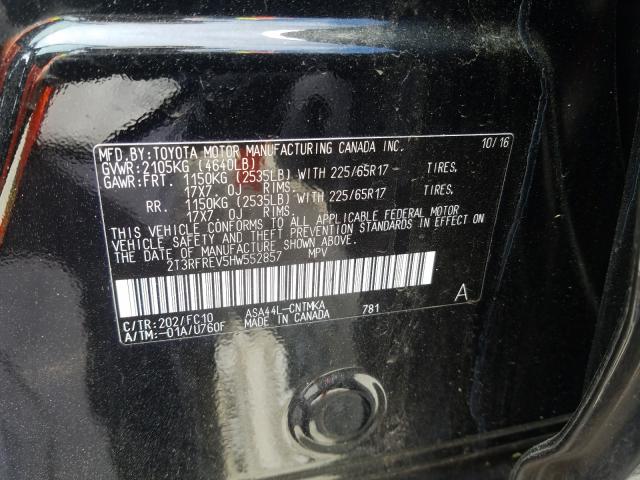 MFD.BY:TOYOTA MOTOR MANUFACTURING CANADA INC. 10/16
GVWR:2105KG (4640LB)
GAWR:FRT. 1150KG (2535LB) WITH 225/65R17 TIRES.
17X7.0J RIMS.
RR. 1150KG (2535LB) WITH 225/65R17 TIRES.
17X7.0J RIMS.
THIS VEHICLE CONFORMS TO ALL APPLICABLE FEDERAL MOTOR
VEHICLE SAFETY AND THEFT PREVENTION STANDARDS IN EFFECT
ON THE DATE OF MANUFACTURE SHOWN ABOVE.
2T3RFREV5HW552857 MPV
A
C/TR:202/FC10 ASA44L-CNTMKA 781
A/TM:-01A/U760F MADE IN CANADA